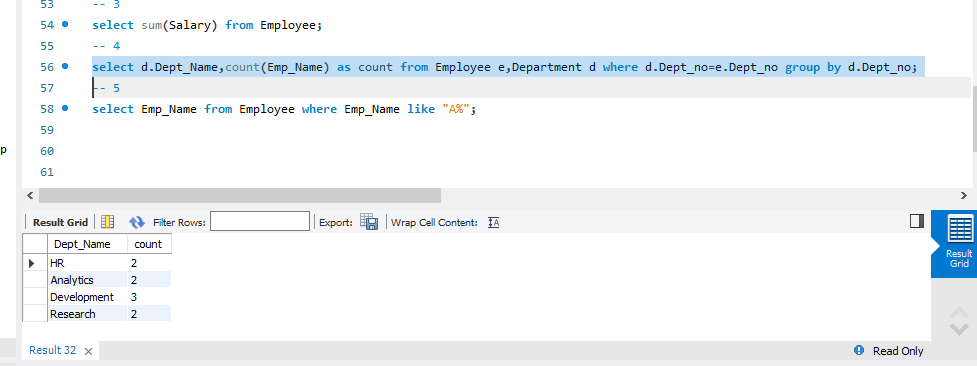 53 -- 3
54 select sum(Salary) from Employee;
55 -- 4
56 select d.Dept_Name,count(Emp_Name) as count from Employee e,Department d where d.Dept_no=e.Dept_no group by d.Dept_no;
57 -- 5
58 select Emp_Name from Employee where Emp_Name like "A%";
59
p
60
61
Result Grid Filter Rows: Export: Wrap Cell Content: IA
Dept_Name count
HR 2
Analytics 2
Development 3
Research 2
Result
Grid
Result 32 × Read Only